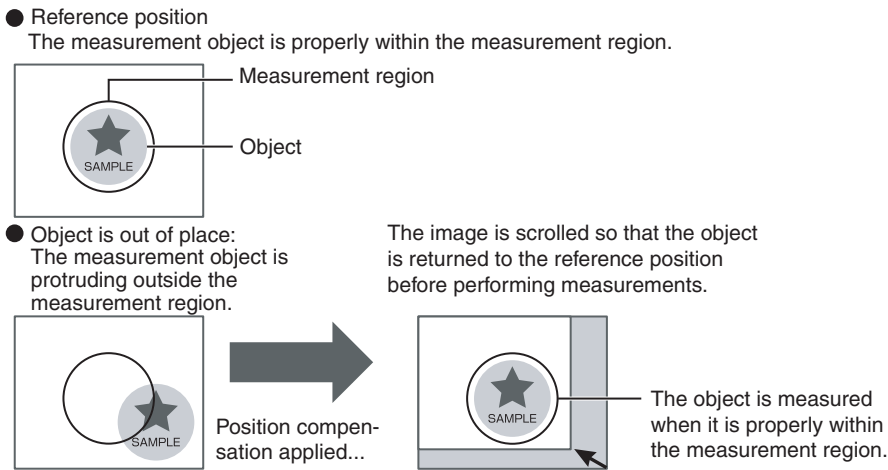 ● Reference position
The measurement object is properly within the measurement region.
Measurement region
Object
SAMPLE
● Object is out of place:
The measurement object is
protruding outside the
measurement region.
The image is scrolled so that the object
is returned to the reference position
before performing measurements.
SAMPLE
Position compen-
sation applied...
SAMPLE
The object is measured
when it is properly within
the measurement region.